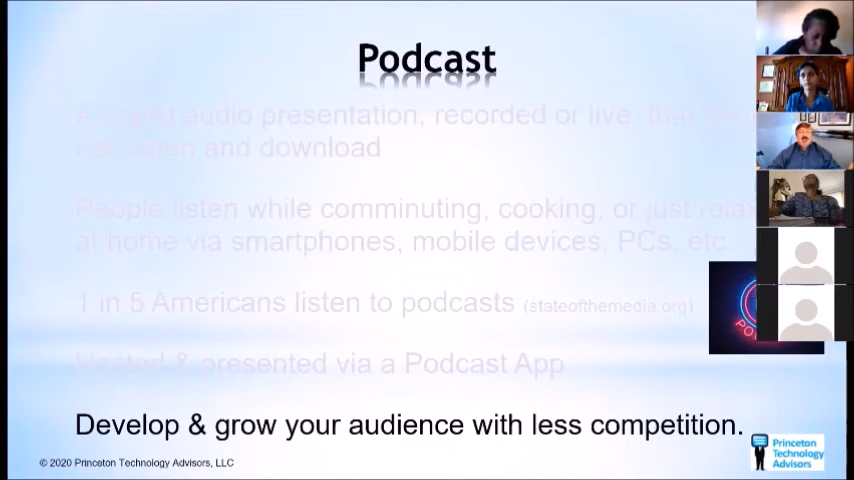 Podcast
A digital audio presentation, recorded or live, that
can listen and download
People listen while comminuting, cooking, or just relax
at home via smartphones, mobile devices, PCs, etc.
1 in 5 Americans listen to podcasts (stateofthemedia.org)
PO
Hosted & presented via a Podcast App
Develop & grow your audience with less competition.
© 2020 Princeton Technology Advisors, LLC
Princeton
Technology
Advisors